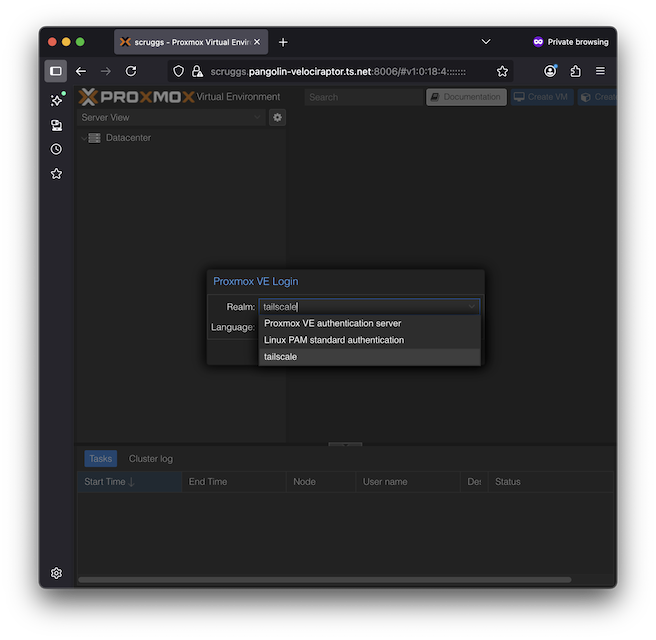 scruggs - Proxmox Virtual Envir
Private browsing
scruggs.pangolin-velociraptor.ts.net:8006/#v1:0:18:4:::::::
PROXMOX Virtual Environment
Search
Documentation
Create VM
Create
Server View
Datacenter
Proxmox VE Login
Realm: tailscale
Language:
Proxmox VE authentication server
Linux PAM standard authentication
tailscale
Tasks
Cluster log
Start Time
End Time
Node
User name
Des
Status